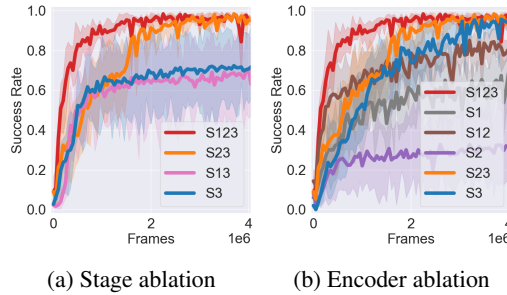 1.0
0.8
0.6
0.4
0.2
0.0
Success Rate
0
2
4
Frames
1e6
S123
S23
S13
S3
(a) Stage ablation
1.0
0.8
0.6
0.4
0.2
0.0
Success Rate
0
2
4
Frames
1e6
S123
S1
S12
S2
S23
S3
(b) Encoder ablation